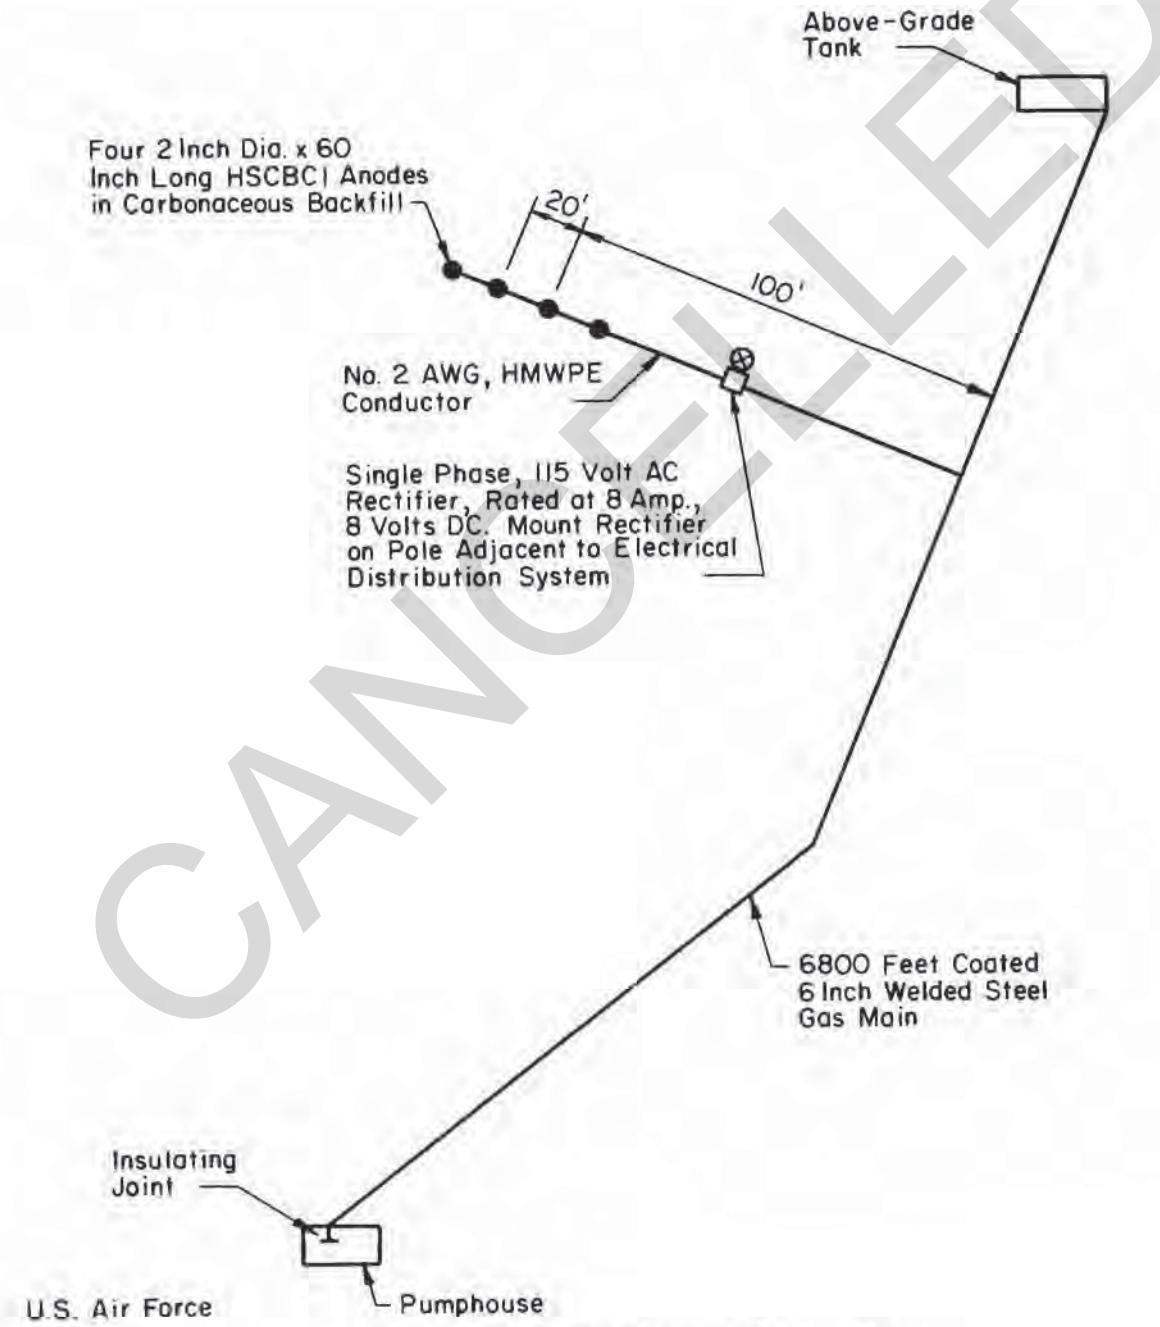 Above-Grade
Tank
Four 2 Inch Dia. x 60
Inch Long HSCBCI Anodes
in Carbonaceous Backfill
20'
100'
No. 2 AWG, HMWPE
Conductor
Single Phase, 115 Volt AC
Rectifier, Rated at 8 Amp.,
8 Volts DC. Mount Rectifier
on Pole Adjacent to Electrical
Distribution System
6800 Feet Coated
6 Inch Welded Steel
Gas Main
Insulating
Joint
Pumphouse
U.S. Air Force
CANCELLED